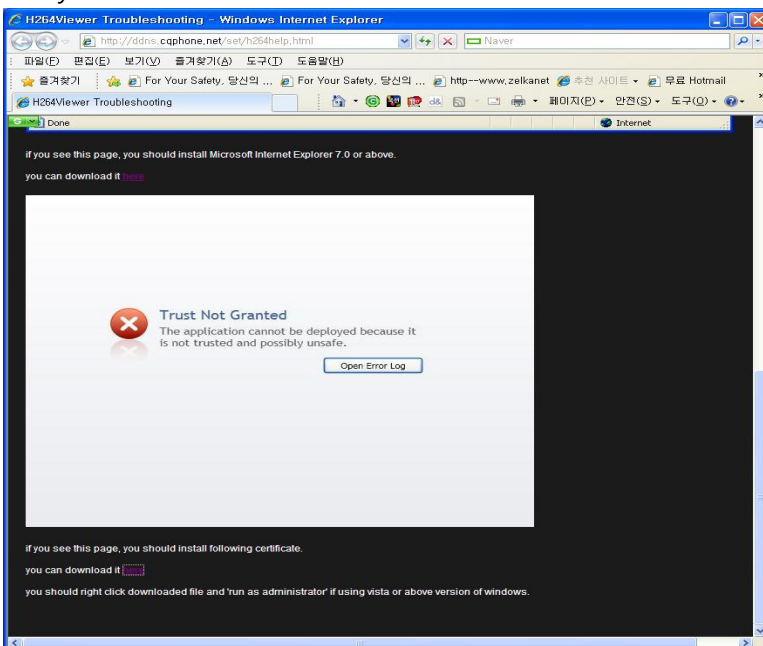 H264Viewer Troubleshooting - Windows Internet Explorer
http://ddns.cqphone.net/set/h264help.html
Naver
파일(F) 편집(E) 보기(V) 즐겨찾기(A) 도구(T) 도움말(H)
즐겨찾기 For Your Safety, 당신의 ... For Your Safety, 당신의 ... http--www.zelkanet 추천 사이트 무료 Hotmail
H264Viewer Troubleshooting 페이지(P) 안전(S) 도구(O)
Done Internet
if you see this page, you should install Microsoft Internet Explorer 7.0 or above.
you can download it here
Trust Not Granted
The application cannot be deployed because it
is not trusted and possibly unsafe.
Open Error Log
if you see this page, you should install following certificate.
you can download it here
you should right click downloaded file and 'run as administrator' if using vista or above version of windows.